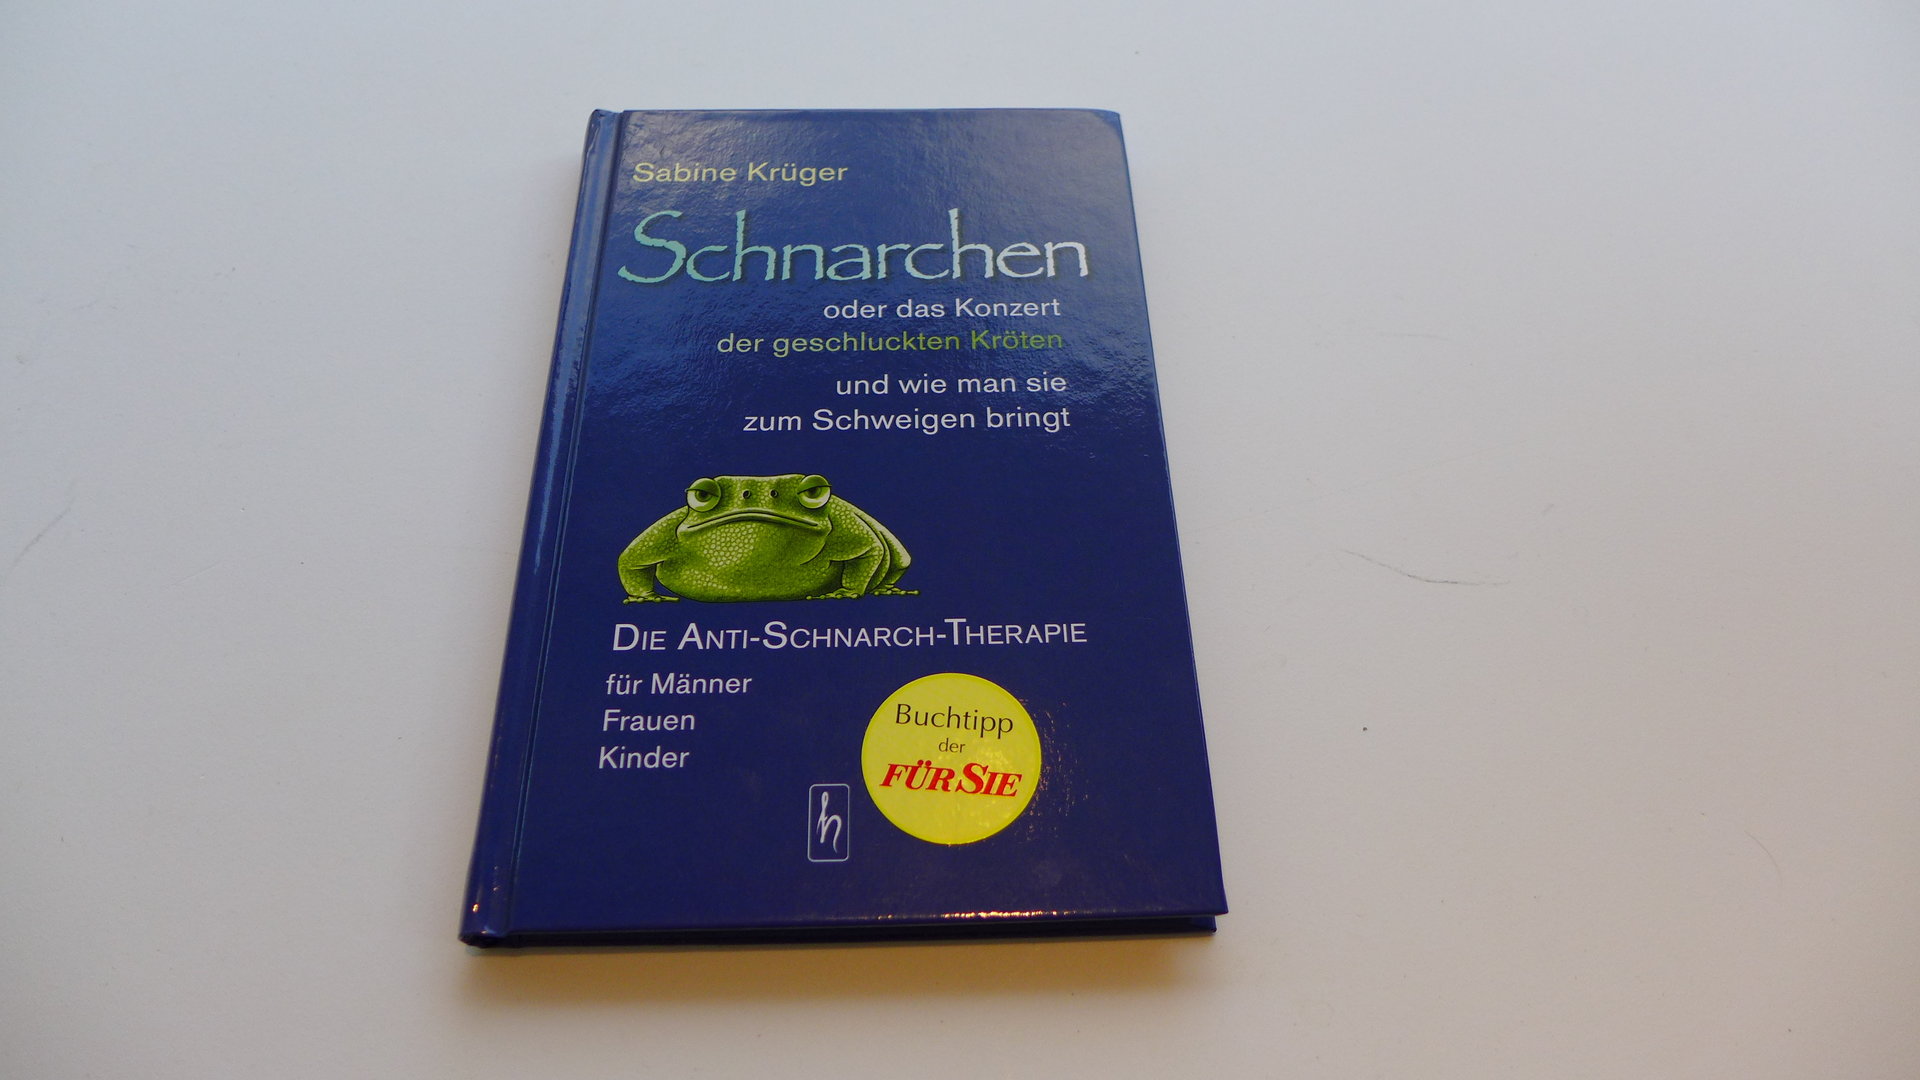 Sabine Krüger
Schnarchen
oder das Konzert
der geschluckten Kröten
und wie man sie
zum Schweigen bringt
DIE ANTI-SCHNARCH-THERAPIE
für Männer
Frauen
Kinder
Buchtipp
der
FÜR SIE
h